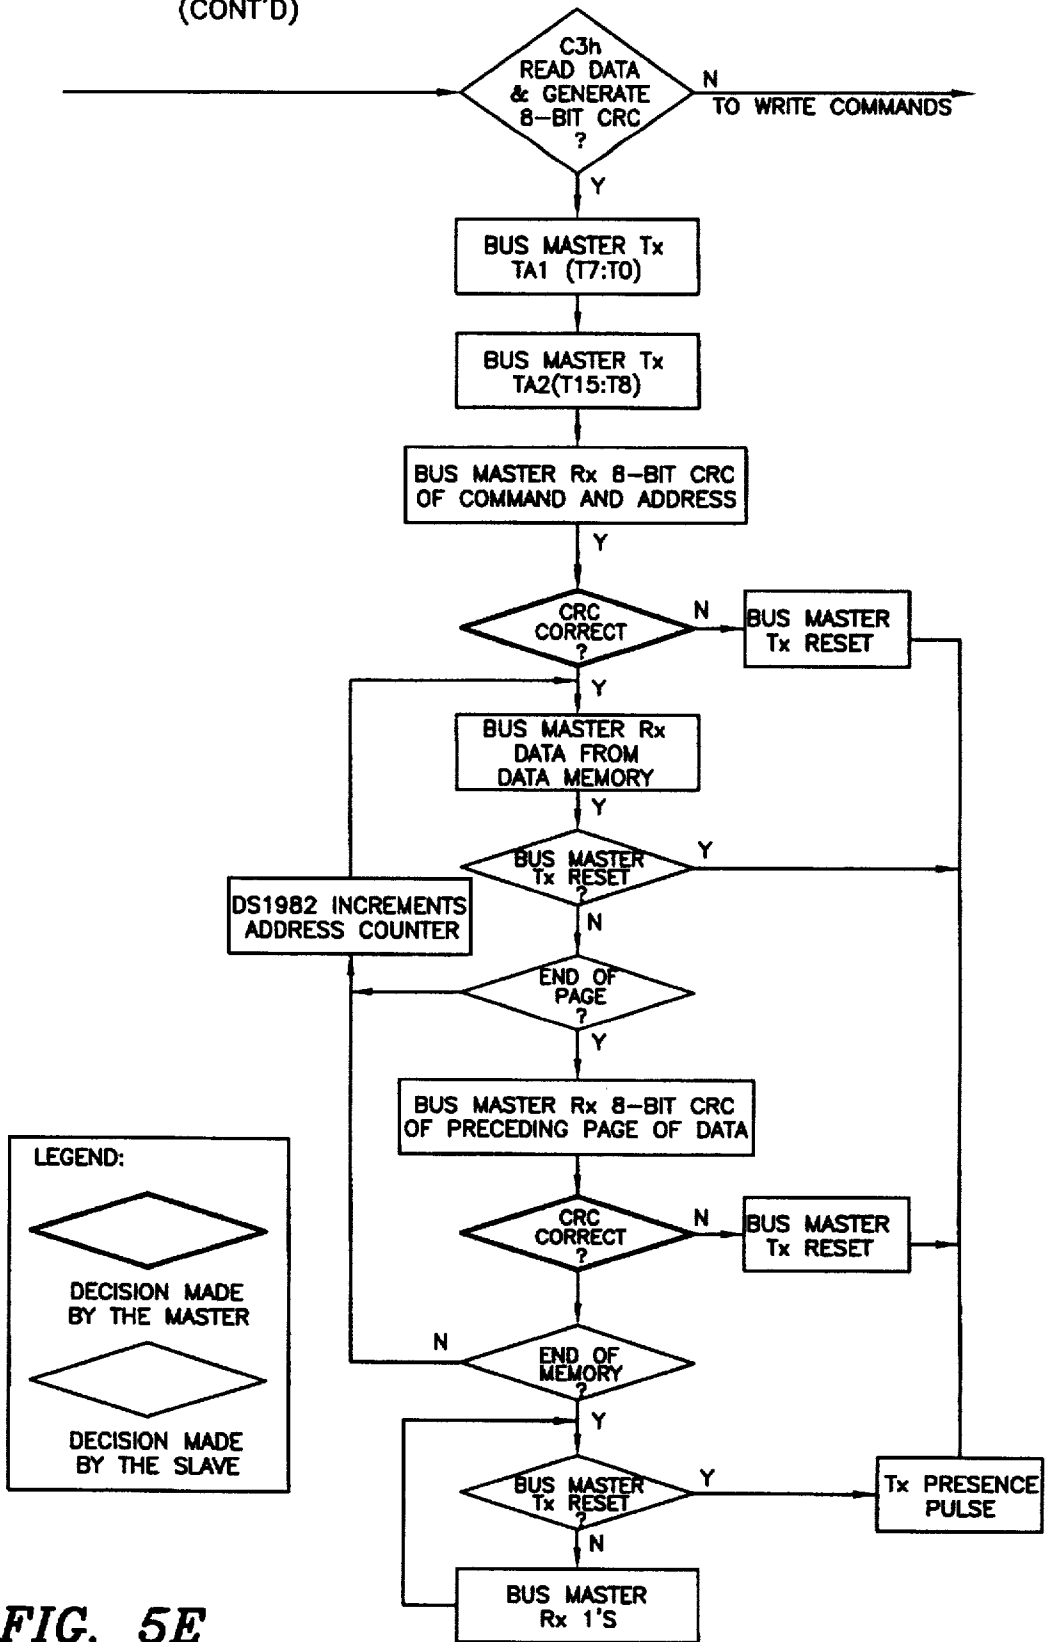 (CONT'D)
C3h
READ DATA
& GENERATE
8-BIT CRC
?
N
TO WRITE COMMANDS
Y
BUS MASTER Tx
TA1 (T7:T0)
BUS MASTER Tx
TA2(T15:T8)
BUS MASTER Rx 8-BIT CRC
OF COMMAND AND ADDRESS
Y
CRC
CORRECT
?
N
BUS MASTER
Tx RESET
Y
BUS MASTER Rx
DATA FROM
DATA MEMORY
Y
BUS MASTER
Tx RESET
?
Y
DS1982 INCREMENTS
ADDRESS COUNTER
N
END OF
PAGE
?
Y
BUS MASTER Rx 8-BIT CRC
OF PRECEDING PAGE OF DATA
LEGEND:
DECISION MADE
BY THE MASTER
DECISION MADE
BY THE SLAVE
CRC
CORRECT
?
N
BUS MASTER
Tx RESET
N
END OF
MEMORY
?
Y
BUS MASTER
Tx RESET
?
Y
Tx PRESENCE
PULSE
N
BUS MASTER
Rx 1'S
FIG. 5E